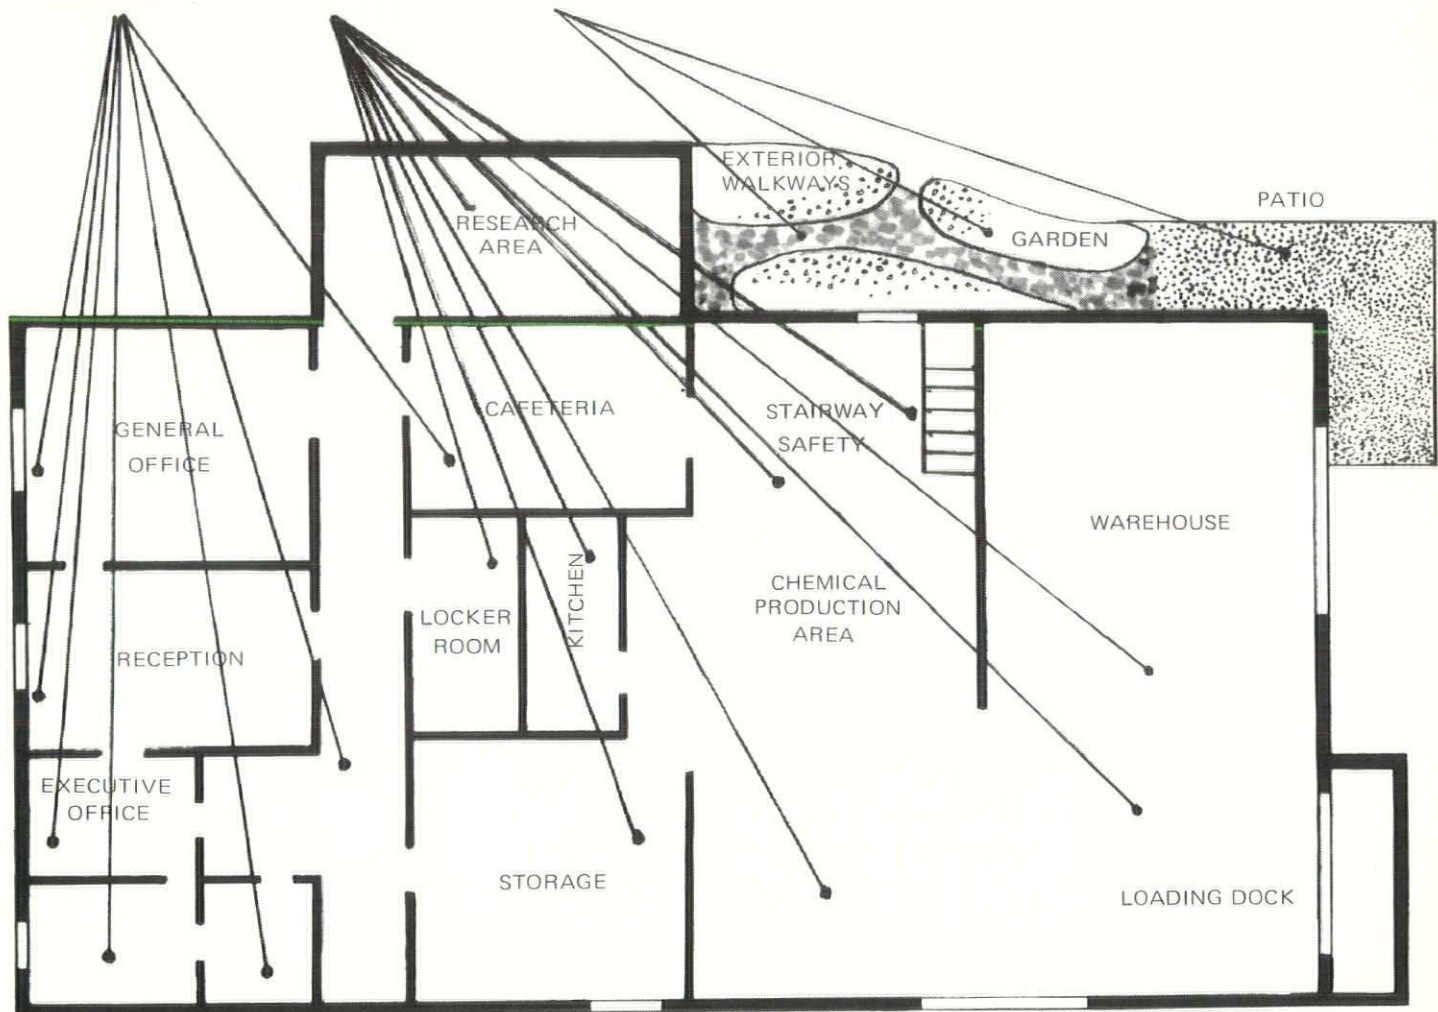 EXTERIOR
WALKWAYS
PATIO
RESEARCH
AREA
GARDEN
GENERAL
OFFICE
CAFETERIA
STAIRWAY
SAFETY
WAREHOUSE
LOCKER
ROOM
KITCHEN
CHEMICAL
PRODUCTION
AREA
RECEPTION
EXECUTIVE
OFFICE
STORAGE
LOADING DOCK